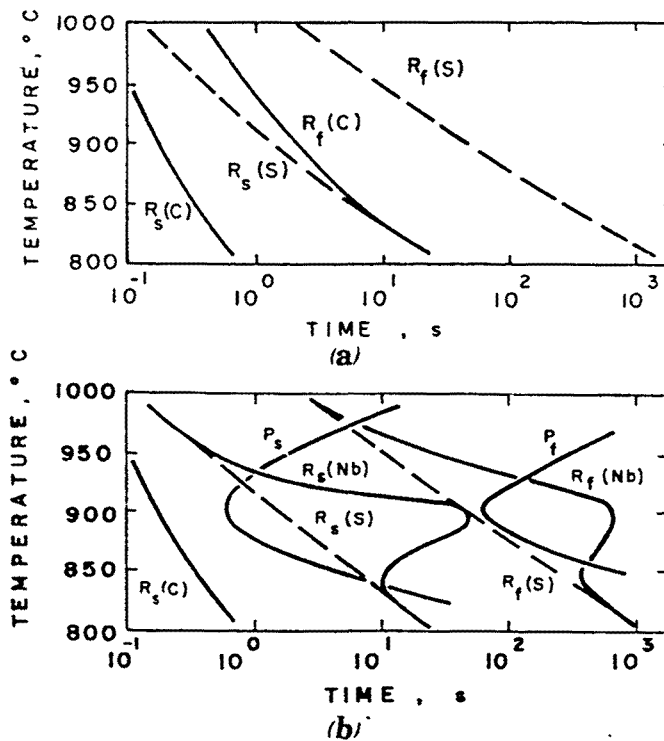 TEMPERATURE, °C
1000
950
900
850
800
R_f(S)
R_f(C)
R_s(S)
R_s(C)
10^-1
10^0
10^1
10^2
10^3
TIME , s
(a)
TEMPERATURE, °C
1000
950
900
850
800
P_s
P_f
R_s(Nb)
R_f(Nb)
R_s(S)
R_s(C)
R_f(S)
10^-1
10^0
10^1
10^2
10^3
TIME , s
(b)